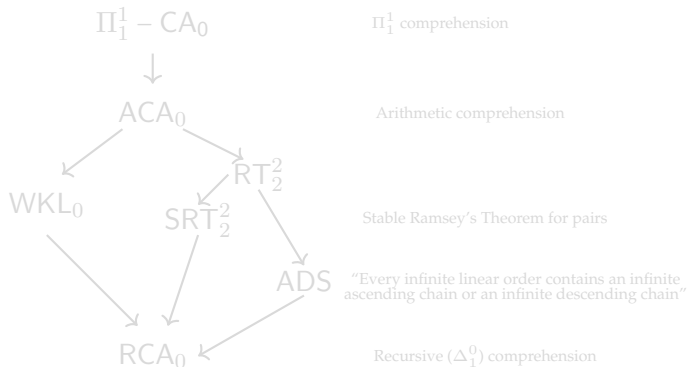 Π¹₁ – CA₀ Π¹₁ comprehension
ACA₀ Arithmetic comprehension
RT²₂
WKL₀ SRT²₂ Stable Ramsey's Theorem for pairs
ADS "Every infinite linear order contains an infinite
ascending chain or an infinite descending chain"
RCA₀ Recursive (Δ⁰₁) comprehension